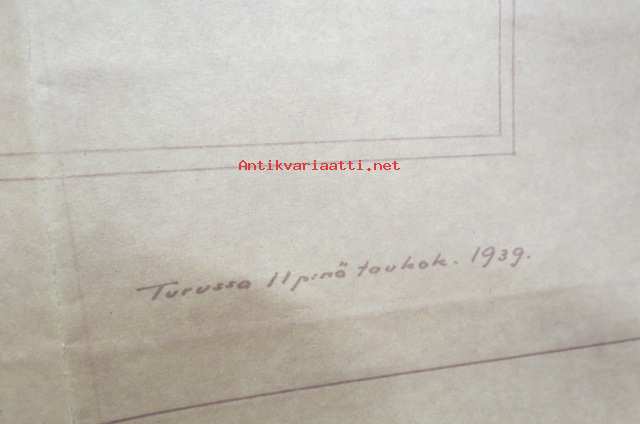 Antikvariaatti.net
Turussa 11 p:nä toukok. 1939.